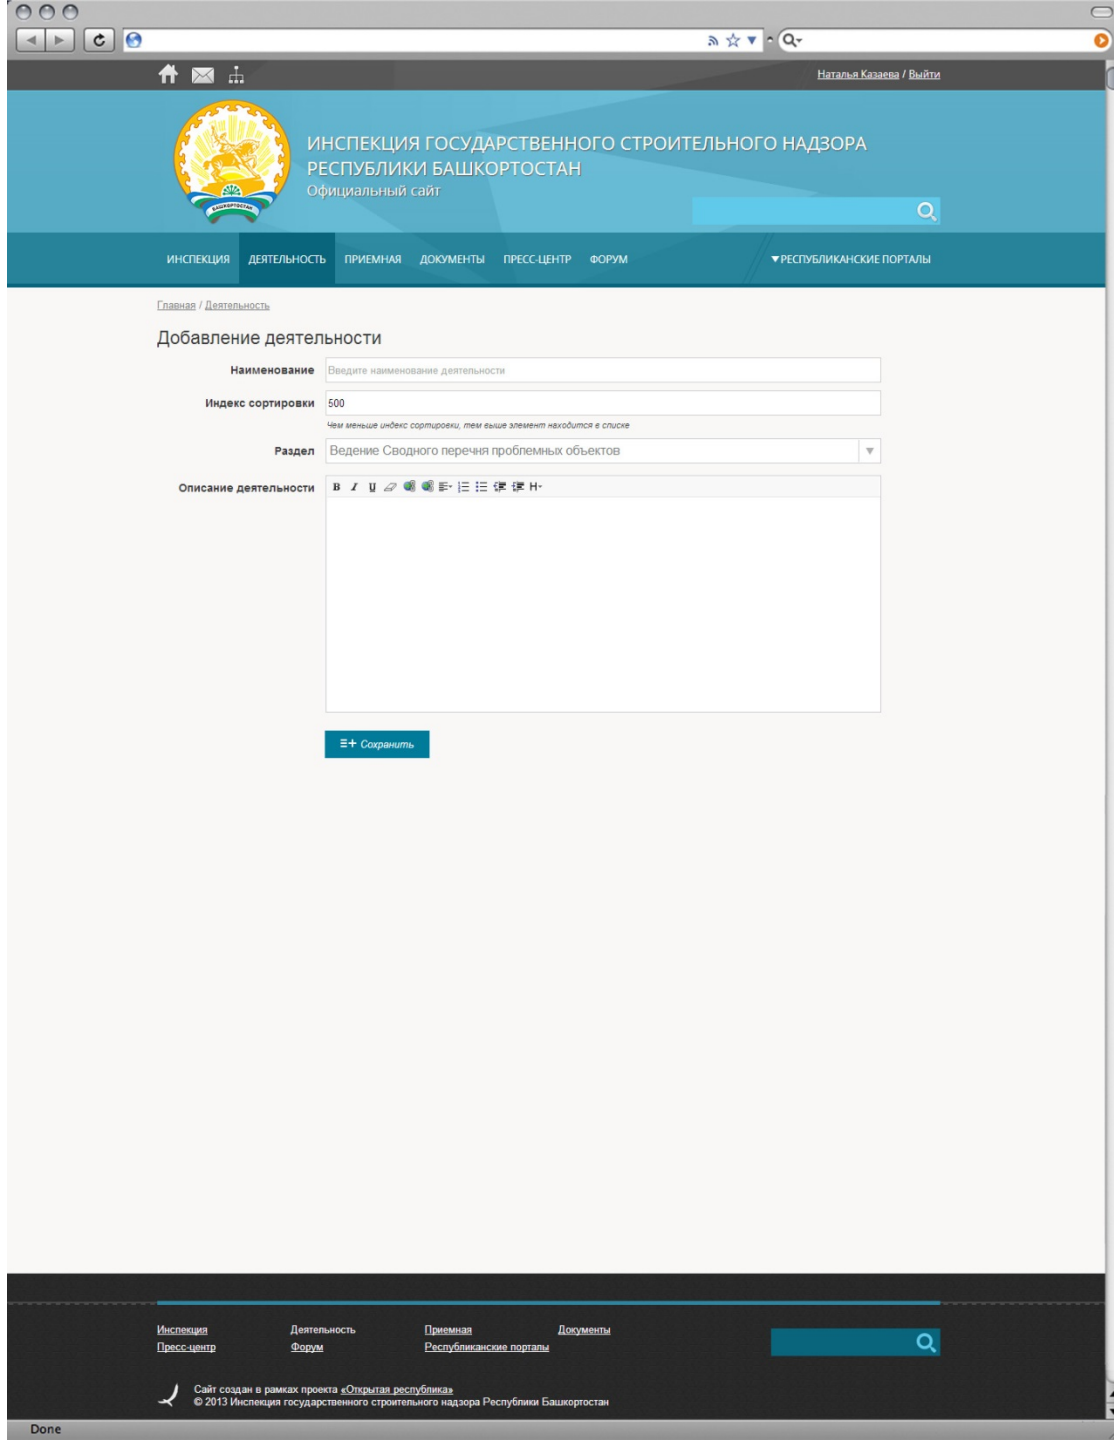 Наталья Казаева / Выйти
ИНСПЕКЦИЯ ГОСУДАРСТВЕННОГО СТРОИТЕЛЬНОГО НАДЗОРА
РЕСПУБЛИКИ БАШКОРТОСТАН
Официальный сайт
БАШКОРТОСТАН
ИНСПЕКЦИЯ ДЕЯТЕЛЬНОСТЬ ПРИЕМНАЯ ДОКУМЕНТЫ ПРЕСС-ЦЕНТР ФОРУМ ▼РЕСПУБЛИКАНСКИЕ ПОРТАЛЫ
Главная / Деятельность
Добавление деятельности
Наименование Введите наименование деятельности
Индекс сортировки 500
Чем меньше индекс сортировки, тем выше элемент находится в списке
Раздел Ведение Сводного перечня проблемных объектов
Описание деятельности B I U H
Сохранить
Инспекция Деятельность Приемная Документы
Пресс-центр Форум Республиканские порталы
Сайт создан в рамках проекта «Открытая республика»
© 2013 Инспекция государственного строительного надзора Республики Башкортостан
Done